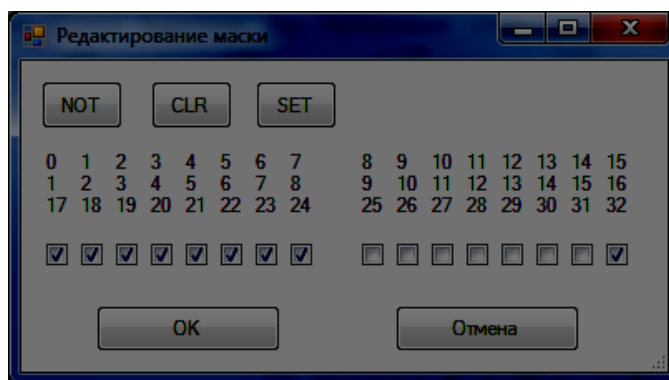 Редактирование маски
NOT CLR SET
0 1 2 3 4 5 6 7 8 9 10 11 12 13 14 15
1 2 3 4 5 6 7 8 9 10 11 12 13 14 15 16
17 18 19 20 21 22 23 24 25 26 27 28 29 30 31 32
OK Отмена